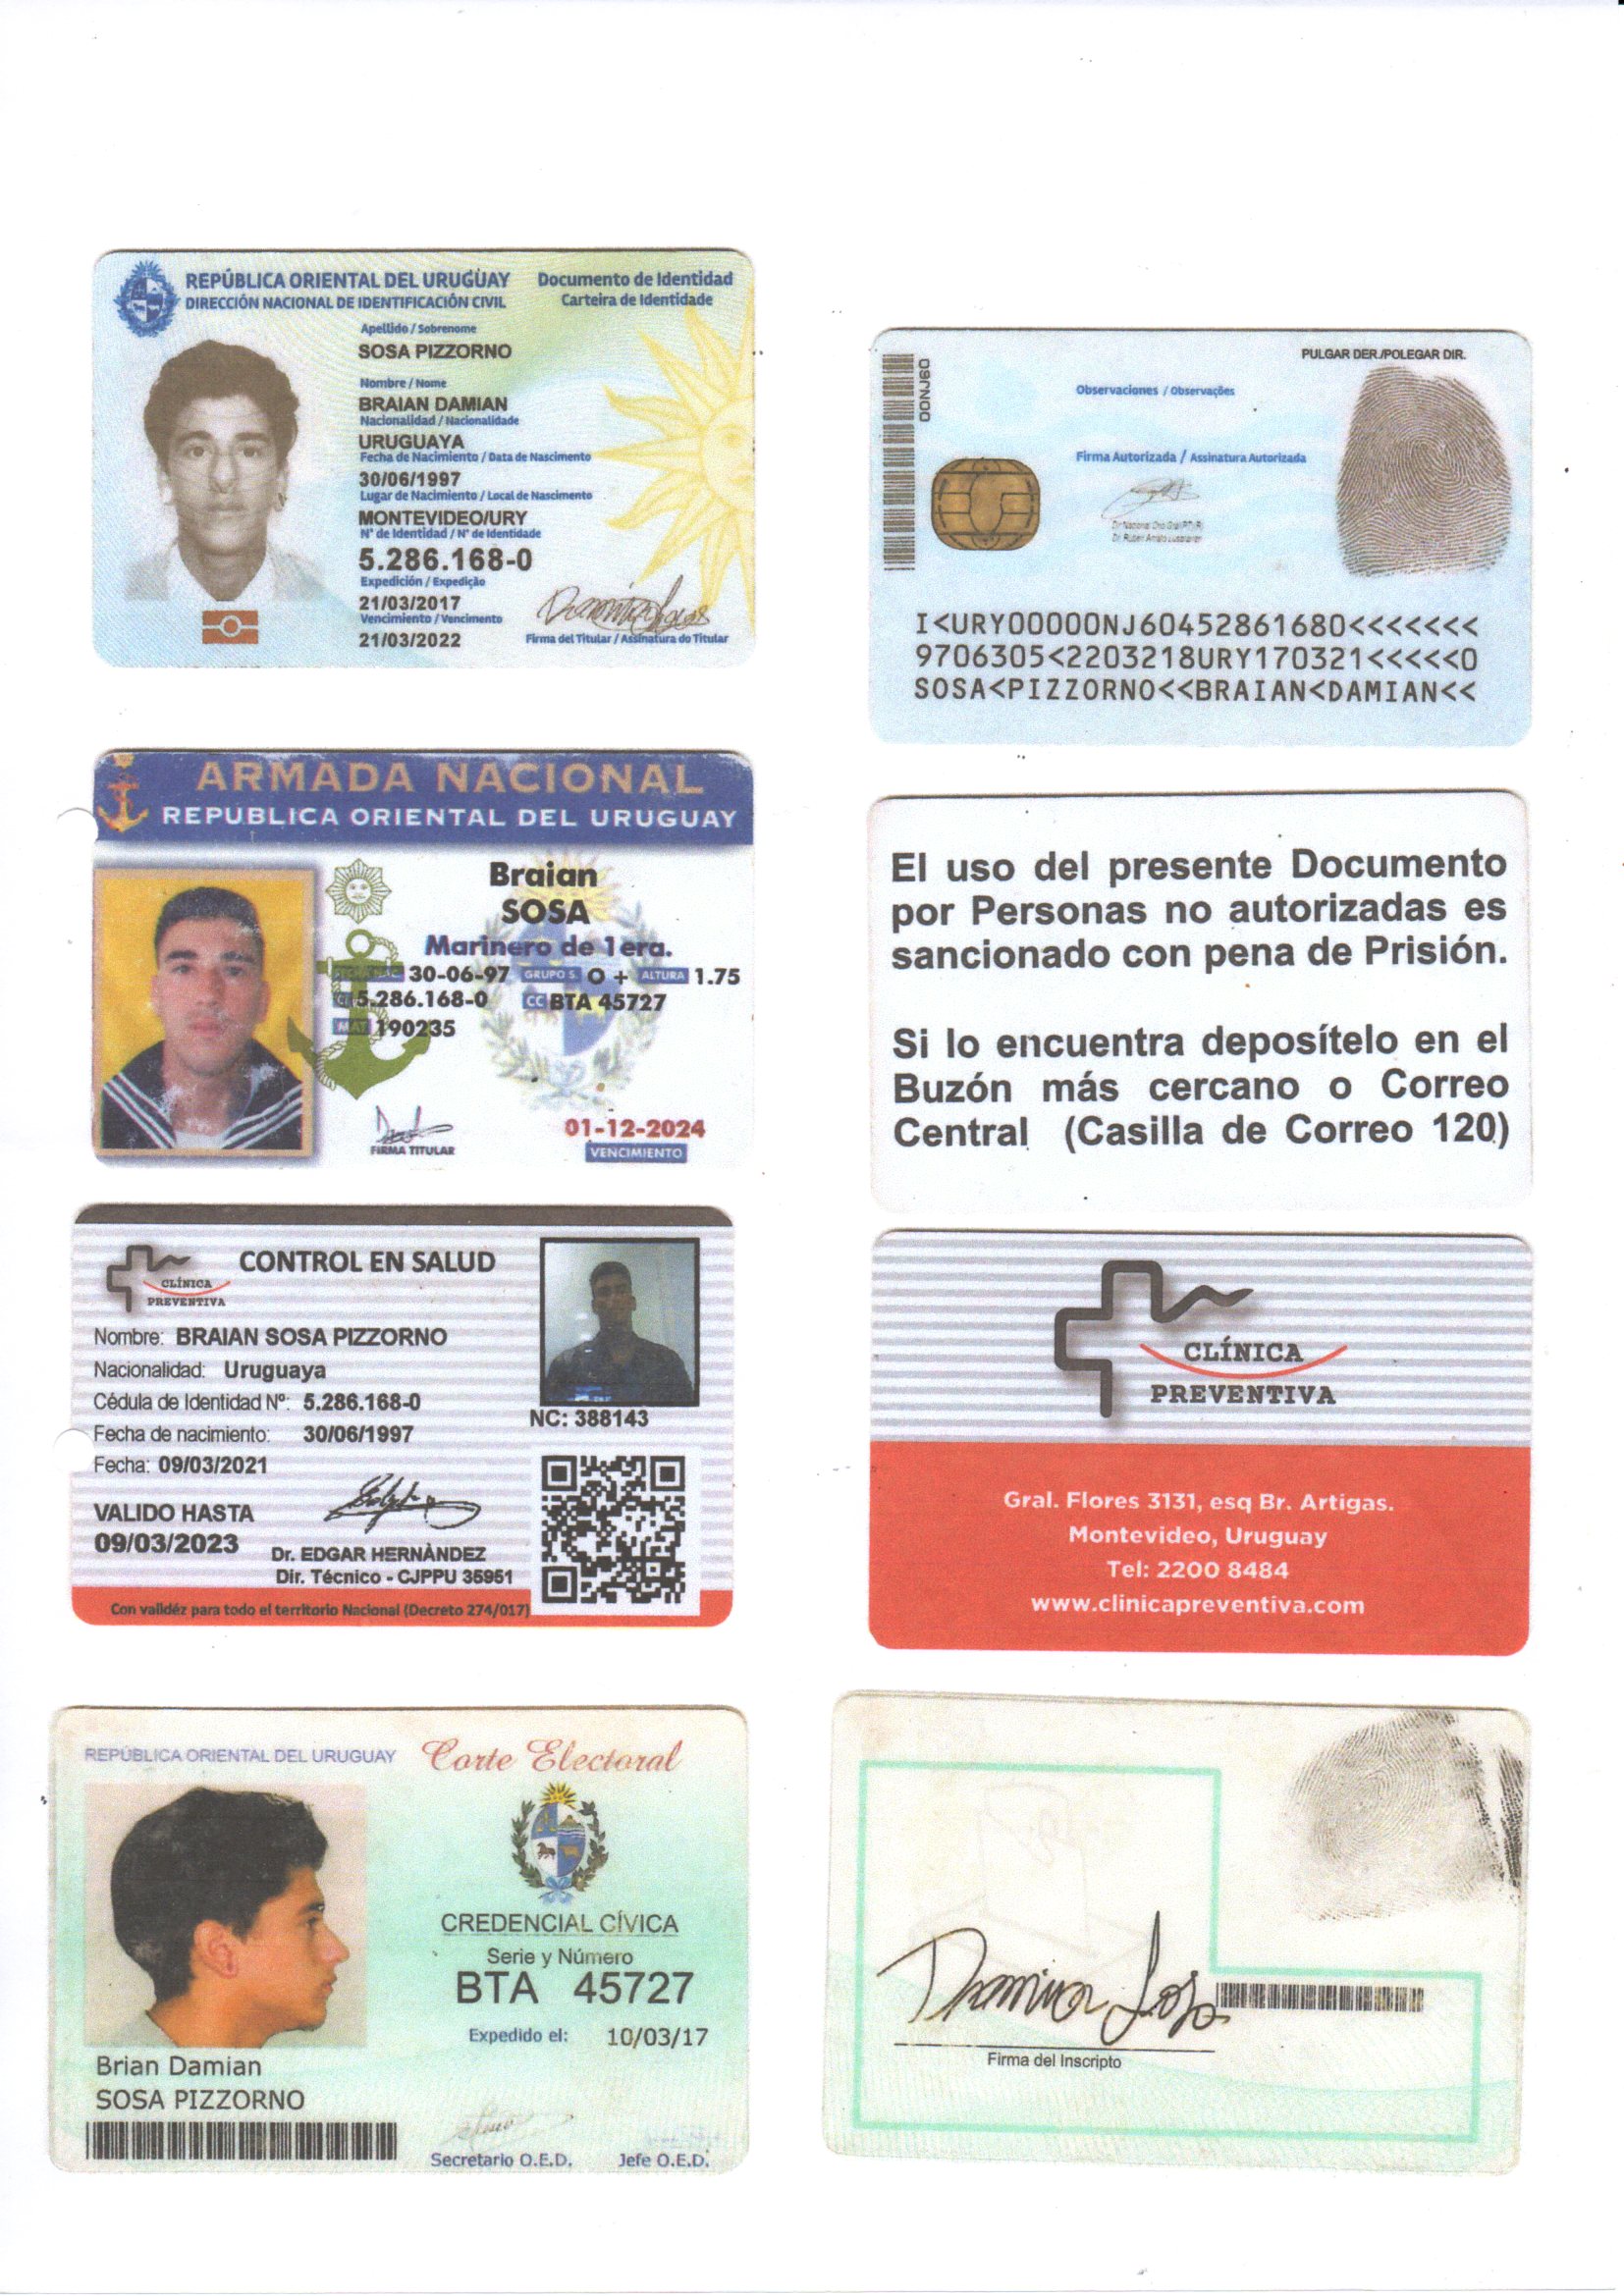 REPÚBLICA ORIENTAL DEL URUGUAY
DIRECCIÓN NACIONAL DE IDENTIFICACIÓN CIVIL
Documento de Identidad
Carteira de Identidade
Apellido / Sobrenome
SOSA PIZZORNO
Nombre / Nome
BRAIAN DAMIAN
Nacionalidad / Nacionalidade
URUGUAYA
Fecha de Nacimiento / Data de Nascimento
30/06/1997
Lugar de Nacimiento / Local de Nascimento
MONTEVIDEO/URY
N° de Identidad / N° de Identidade
5.286.168-0
Expedición / Expedição
21/03/2017
Vencimiento / Vencimento
21/03/2022
Firma del Titular / Assinatura do Titular
PULGAR DER./POLEGAR DIR.
Observaciones / Observações
Firma Autorizada / Assinatura Autorizada
I<URY00000NJ60452861680<<<<<<<
9706305<2203218URY170321<<<<<0
SOSA<PIZZORNO<<BRAIAN<DAMIAN<<
ARMADA NACIONAL
REPUBLICA ORIENTAL DEL URUGUAY
Braian
SOSA
Marinero de 1era.
30-06-97 GRUPO S. O + ALTURA 1.75
CI 5.286.168-0 CC BTA 45727
MAT 190235
FIRMA TITULAR
01-12-2024
VENCIMIENTO
El uso del presente Documento
por Personas no autorizadas es
sancionado con pena de Prisión.
Si lo encuentra deposítelo en el
Buzón más cercano o Correo
Central (Casilla de Correo 120)
CLÍNICA
PREVENTIVA
CONTROL EN SALUD
Nombre: BRAIAN SOSA PIZZORNO
Nacionalidad: Uruguaya
Cédula de Identidad Nº: 5.286.168-0
Fecha de nacimiento: 30/06/1997
Fecha: 09/03/2021
VALIDO HASTA
09/03/2023
NC: 388143
Dr. EDGAR HERNÀNDEZ
Dir. Técnico - CJPPU 35951
Con validéz para todo el territorio Nacional (Decreto 274/017)
CLÍNICA
PREVENTIVA
Gral. Flores 3131, esq Br. Artigas.
Montevideo, Uruguay
Tel: 2200 8484
www.clinicapreventiva.com
REPÚBLICA ORIENTAL DEL URUGUAY
Corte Electoral
CREDENCIAL CÍVICA
Serie y Número
BTA 45727
Expedido el: 10/03/17
Brian Damian
SOSA PIZZORNO
Secretario O.E.D. Jefe O.E.D.
Damian Sosa
Firma del Inscripto